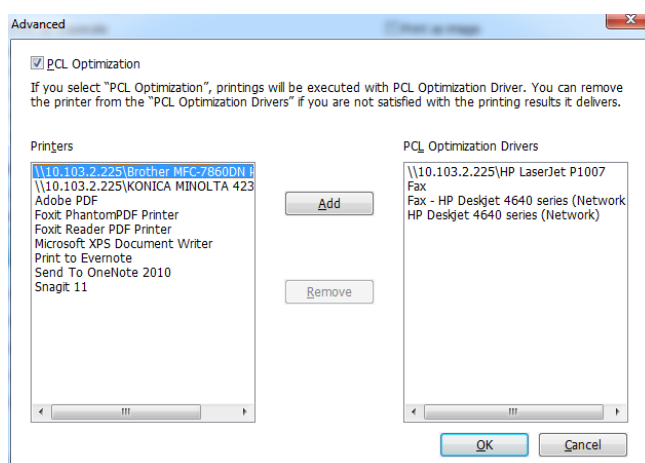 Advanced
Print as image
PCL Optimization
If you select "PCL Optimization", printings will be executed with PCL Optimization Driver. You can remove
the printer from the "PCL Optimization Drivers" if you are not satisfied with the printing results it delivers.
Printers
\\10.103.2.225\Brother MFC-7860DN
\\10.103.2.225\KONICA MINOLTA 423
Adobe PDF
Foxit PhantomPDF Printer
Foxit Reader PDF Printer
Microsoft XPS Document Writer
Print to Evernote
Send To OneNote 2010
Snagit 11
Add
Remove
PCL Optimization Drivers
\\10.103.2.225\HP LaserJet P1007
Fax
Fax - HP Deskjet 4640 series (Network
HP Deskjet 4640 series (Network)
OK
Cancel